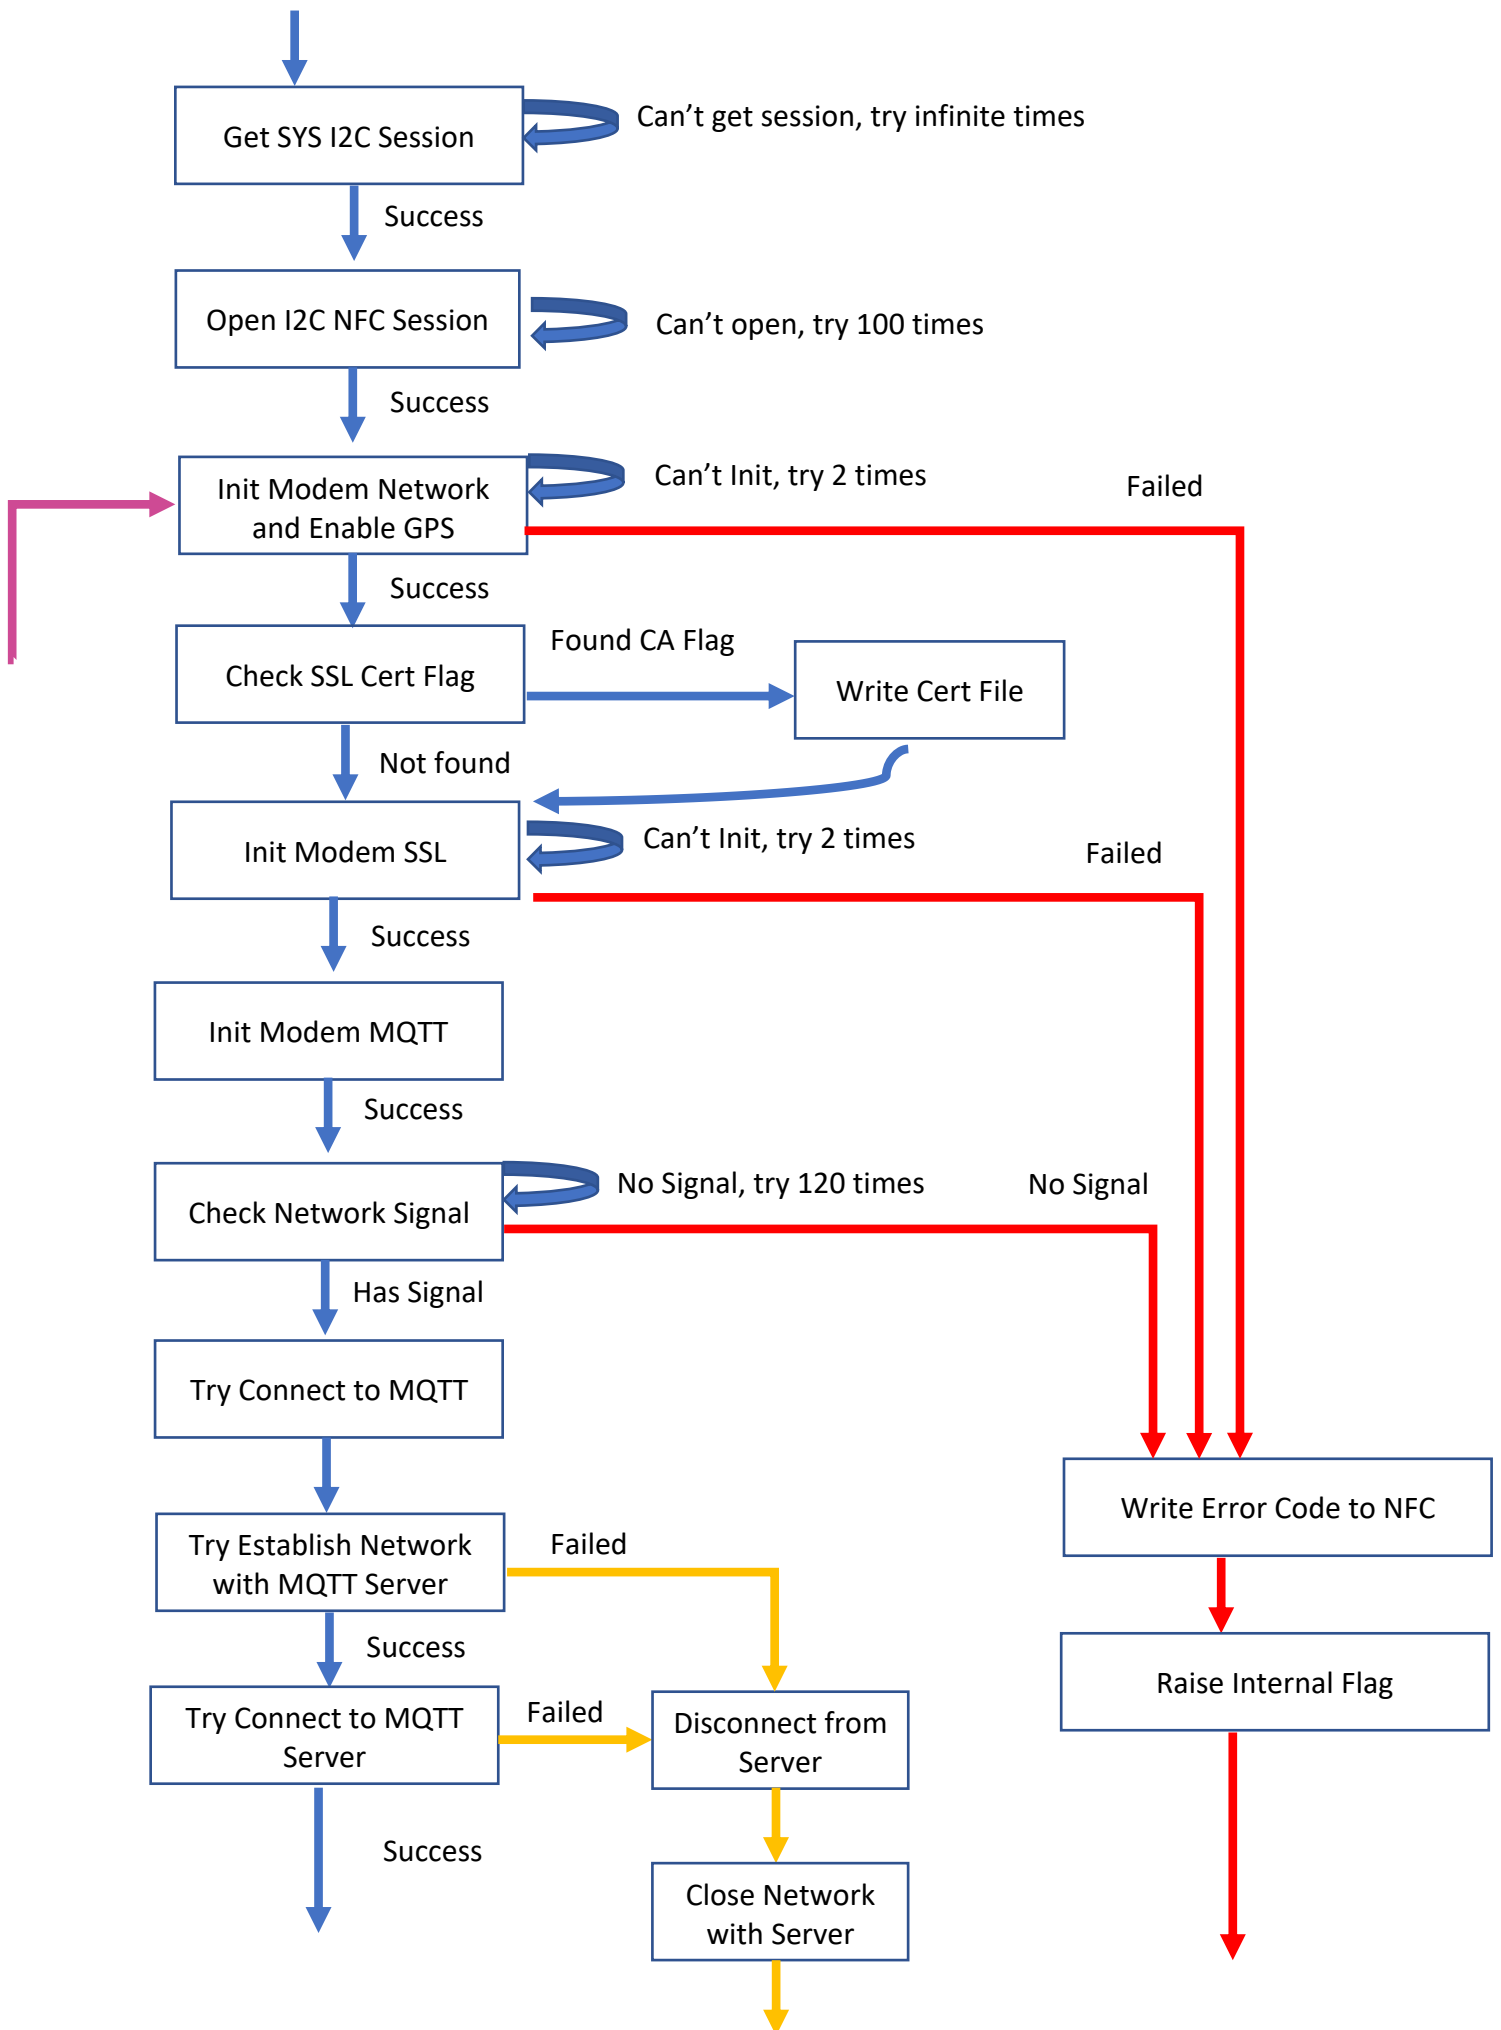 Can't get session, try infinite times
Get SYS I2C Session
Success
Open I2C NFC Session
Can't open, try 100 times
Success
Init Modem Network
and Enable GPS
Can't Init, try 2 times
Failed
Success
Found CA Flag
Check SSL Cert Flag
Write Cert File
Not found
Init Modem SSL
Can't Init, try 2 times
Failed
Success
Init Modem MQTT
Success
No Signal, try 120 times
No Signal
Check Network Signal
Has Signal
Try Connect to MQTT
Write Error Code to NFC
Try Establish Network
with MQTT Server
Failed
Success
Raise Internal Flag
Try Connect to MQTT
Server
Failed
Disconnect from
Server
Success
Close Network
with Server